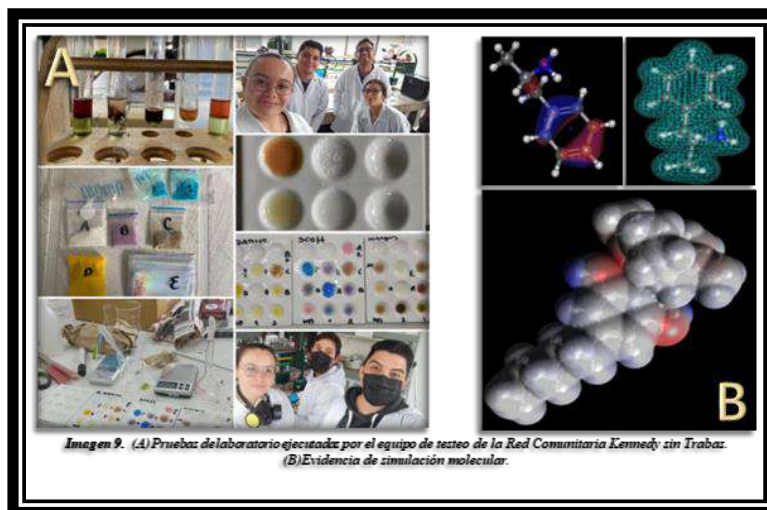 A
A
B
C
D
E
SCOTT
B
Imagen 9. (A) Pruebas de laboratorio ejecutadas por el equipo de testeo de la Red Comunitaria Kennedy sin Trabas.
(B) Evidencia de simulación molecular.